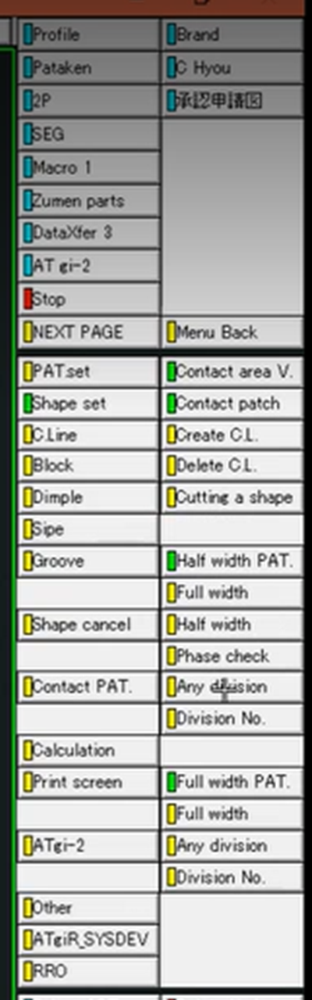 Profile Brand
Pataken C Hyou
2P 承認申請図
SEG
Macro 1
Zumen parts
DataXfer 3
AT gi-2
Stop
NEXT PAGE Menu Back
PAT.set Contact area V.
Shape set Contact patch
C.Line Create C.L.
Block Delete C.L.
Dimple Cutting a shape
Sipe
Groove Half width PAT.
Full width
Shape cancel Half width
Phase check
Contact PAT. Any division
Division No.
Calculation
Print screen Full width PAT.
Full width
ATgi-2 Any division
Division No.
Other
ATgiR_SYSDEV
RRO